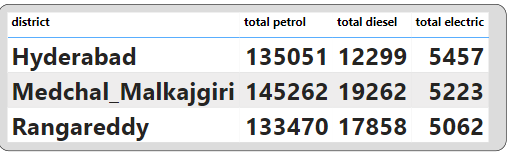 district total petrol total diesel total electric
Hyderabad 135051 12299 5457
Medchal_Malkajgiri 145262 19262 5223
Rangareddy 133470 17858 5062